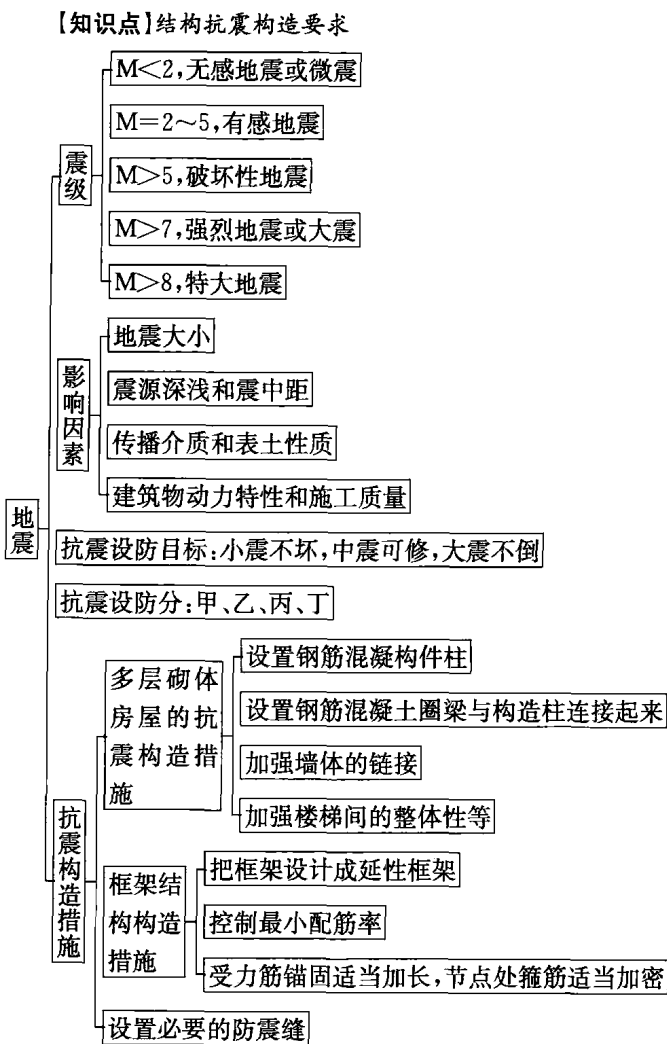 【知识点】结构抗震构造要求
地震
震级
M<2,无感地震或微震
M=2～5,有感地震
M>5,破坏性地震
M>7,强烈地震或大震
M>8,特大地震
影响因素
地震大小
震源深浅和震中距
传播介质和表土性质
建筑物动力特性和施工质量
抗震设防目标:小震不坏,中震可修,大震不倒
抗震设防分:甲、乙、丙、丁
抗震构造措施
多层砌体
房屋的抗
震构造措
施
设置钢筋混凝构件柱
设置钢筋混凝土圈梁与构造柱连接起来
加强墙体的链接
加强楼梯间的整体性等
框架结
构构造
措施
把框架设计成延性框架
控制最小配筋率
受力筋锚固适当加长,节点处箍筋适当加密
设置必要的防震缝